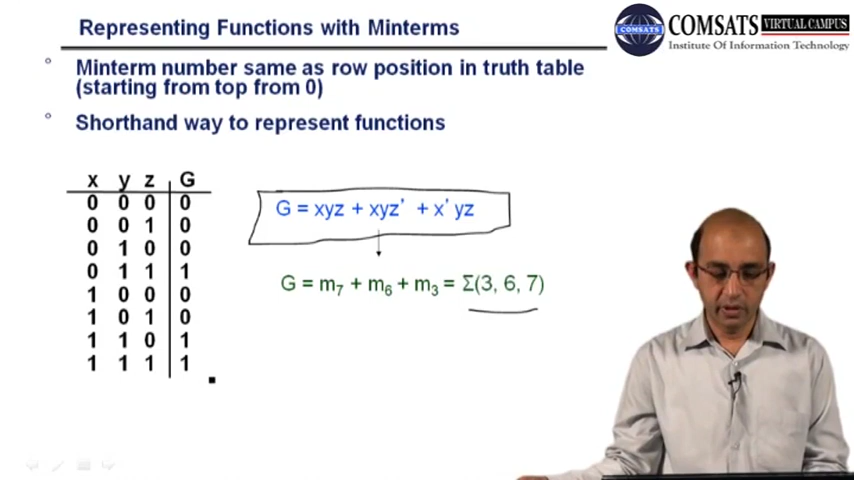 Representing Functions with Minterms
COMSATS VIRTUAL CAMPUS
Institute Of Information Technology
COMSATS
° Minterm number same as row position in truth table
(starting from top from 0)
° Shorthand way to represent functions
x y z G
0 0 0 0
0 0 1 0
0 1 0 0
0 1 1 1
1 0 0 0
1 0 1 0
1 1 0 1
1 1 1 1
G = xyz + xyz' + x' yz
G = m₇ + m₆ + m₃ = Σ(3, 6, 7)